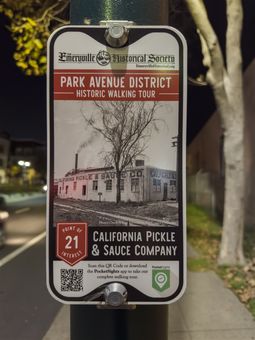 Emeryville Historical Society
PARK AVENUE DISTRICT
HISTORIC WALKING TOUR
POINT OF
21
INTEREST
CALIFORNIA PICKLE
& SAUCE COMPANY
Scan this QR Code or download
the Pocketsights app to take our
complete walking tour.